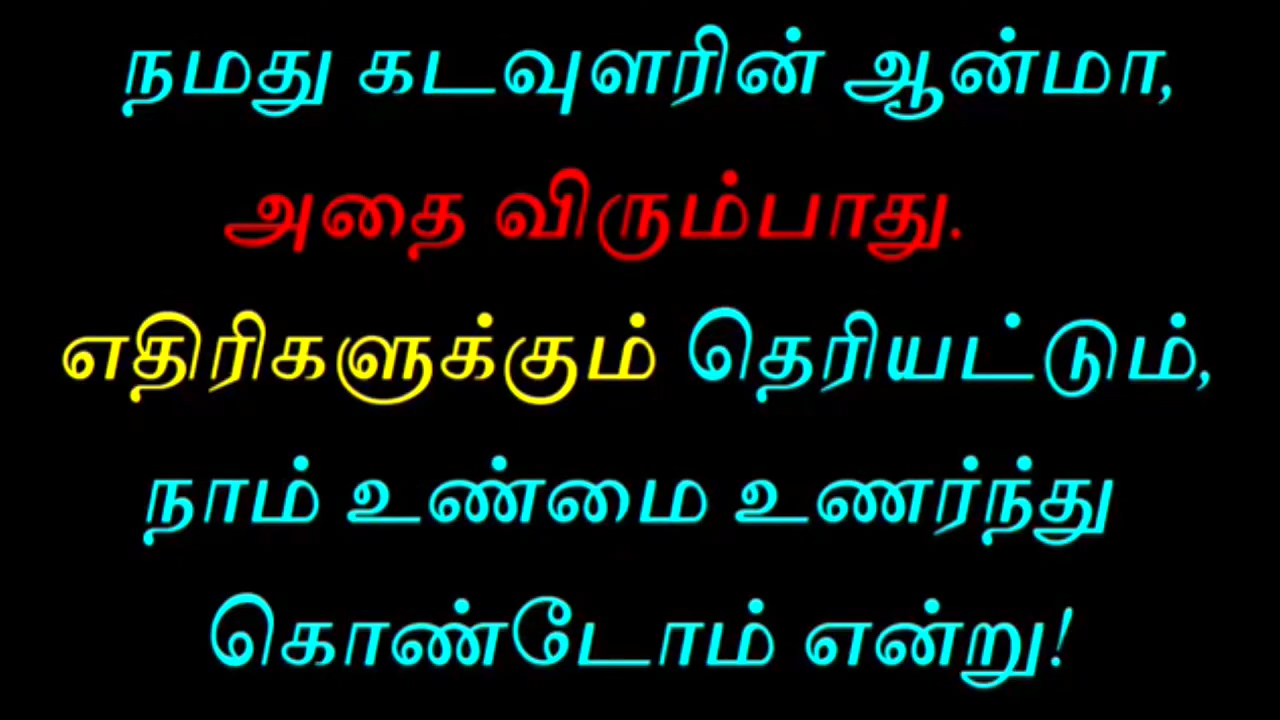 நமது கடவுளரின் ஆன்மா,
அதை விரும்பாது.
எதிரிகளுக்கும் தெரியட்டும்,
நாம் உண்மை உணர்ந்து
கொண்டோம் என்று!